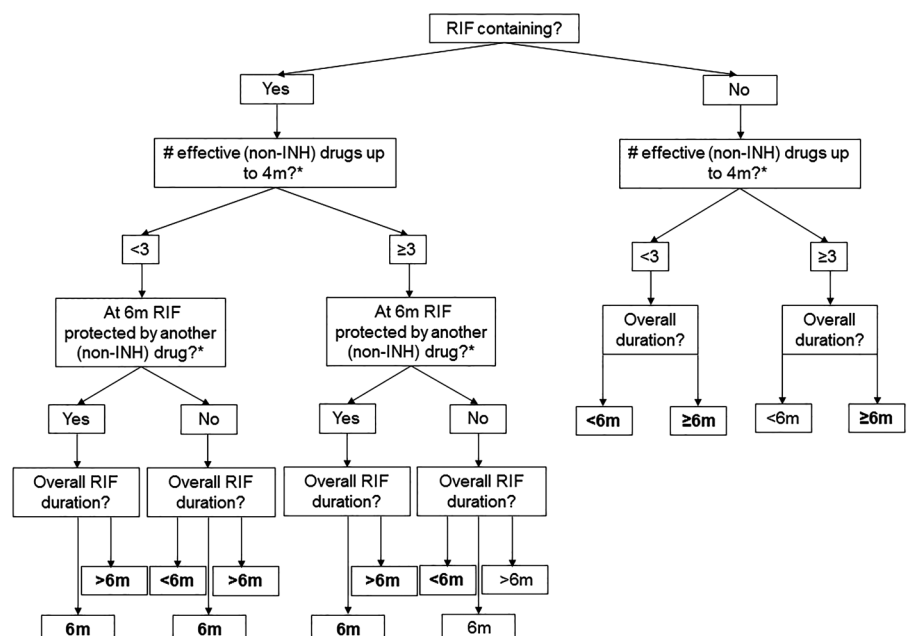 RIF containing?
Yes
No
# effective (non-INH) drugs up
to 4m?*
# effective (non-INH) drugs up
to 4m?*
<3
≥3
<3
≥3
At 6m RIF
protected by another
(non-INH) drug?*
At 6m RIF
protected by another
(non-INH) drug?*
Overall
duration?
Overall
duration?
Yes
No
Yes
No
<6m
≥6m
<6m
≥6m
Overall RIF
duration?
Overall RIF
duration?
Overall RIF
duration?
Overall RIF
duration?
>6m
<6m
>6m
>6m
<6m
>6m
6m
6m
6m
6m